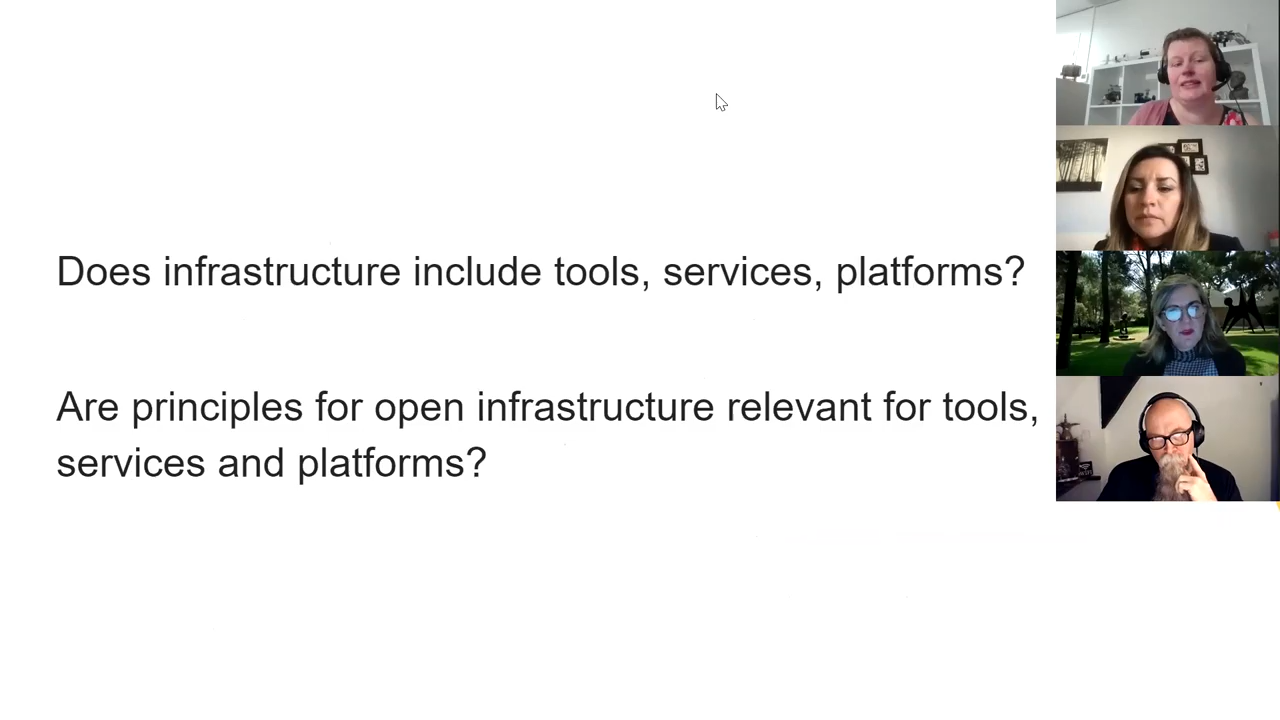 Does infrastructure include tools, services, platforms?
Are principles for open infrastructure relevant for tools,
services and platforms?